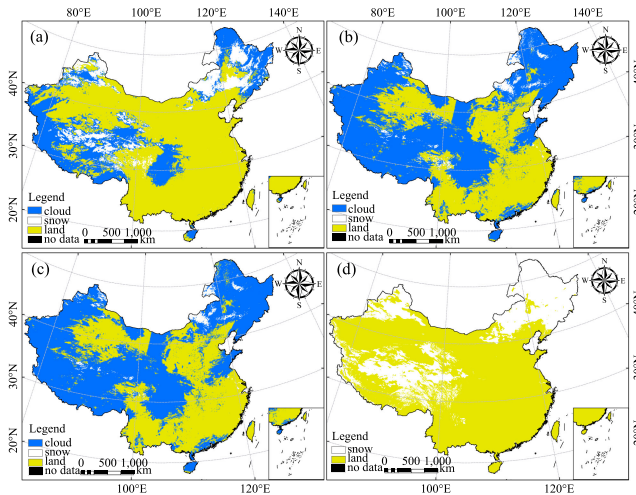 80°E 100°E 120°E 140°E 80°E 100°E 120°E 140°E
(a) N W E S (b) N W E S
40°N 40°N
30°N
20°N
Legend Legend
cloud cloud
snow 0 500 1,000 snow 0 500 1,000
land km land km
no data no data
(c) N W E S (d) N W E S
40°N
30°N
20°N 20°N
Legend
cloud Legend
snow 0 500 1,000 snow 0 500 1,000
land km land km
no data no data
100°E 120°E 100°E 120°E